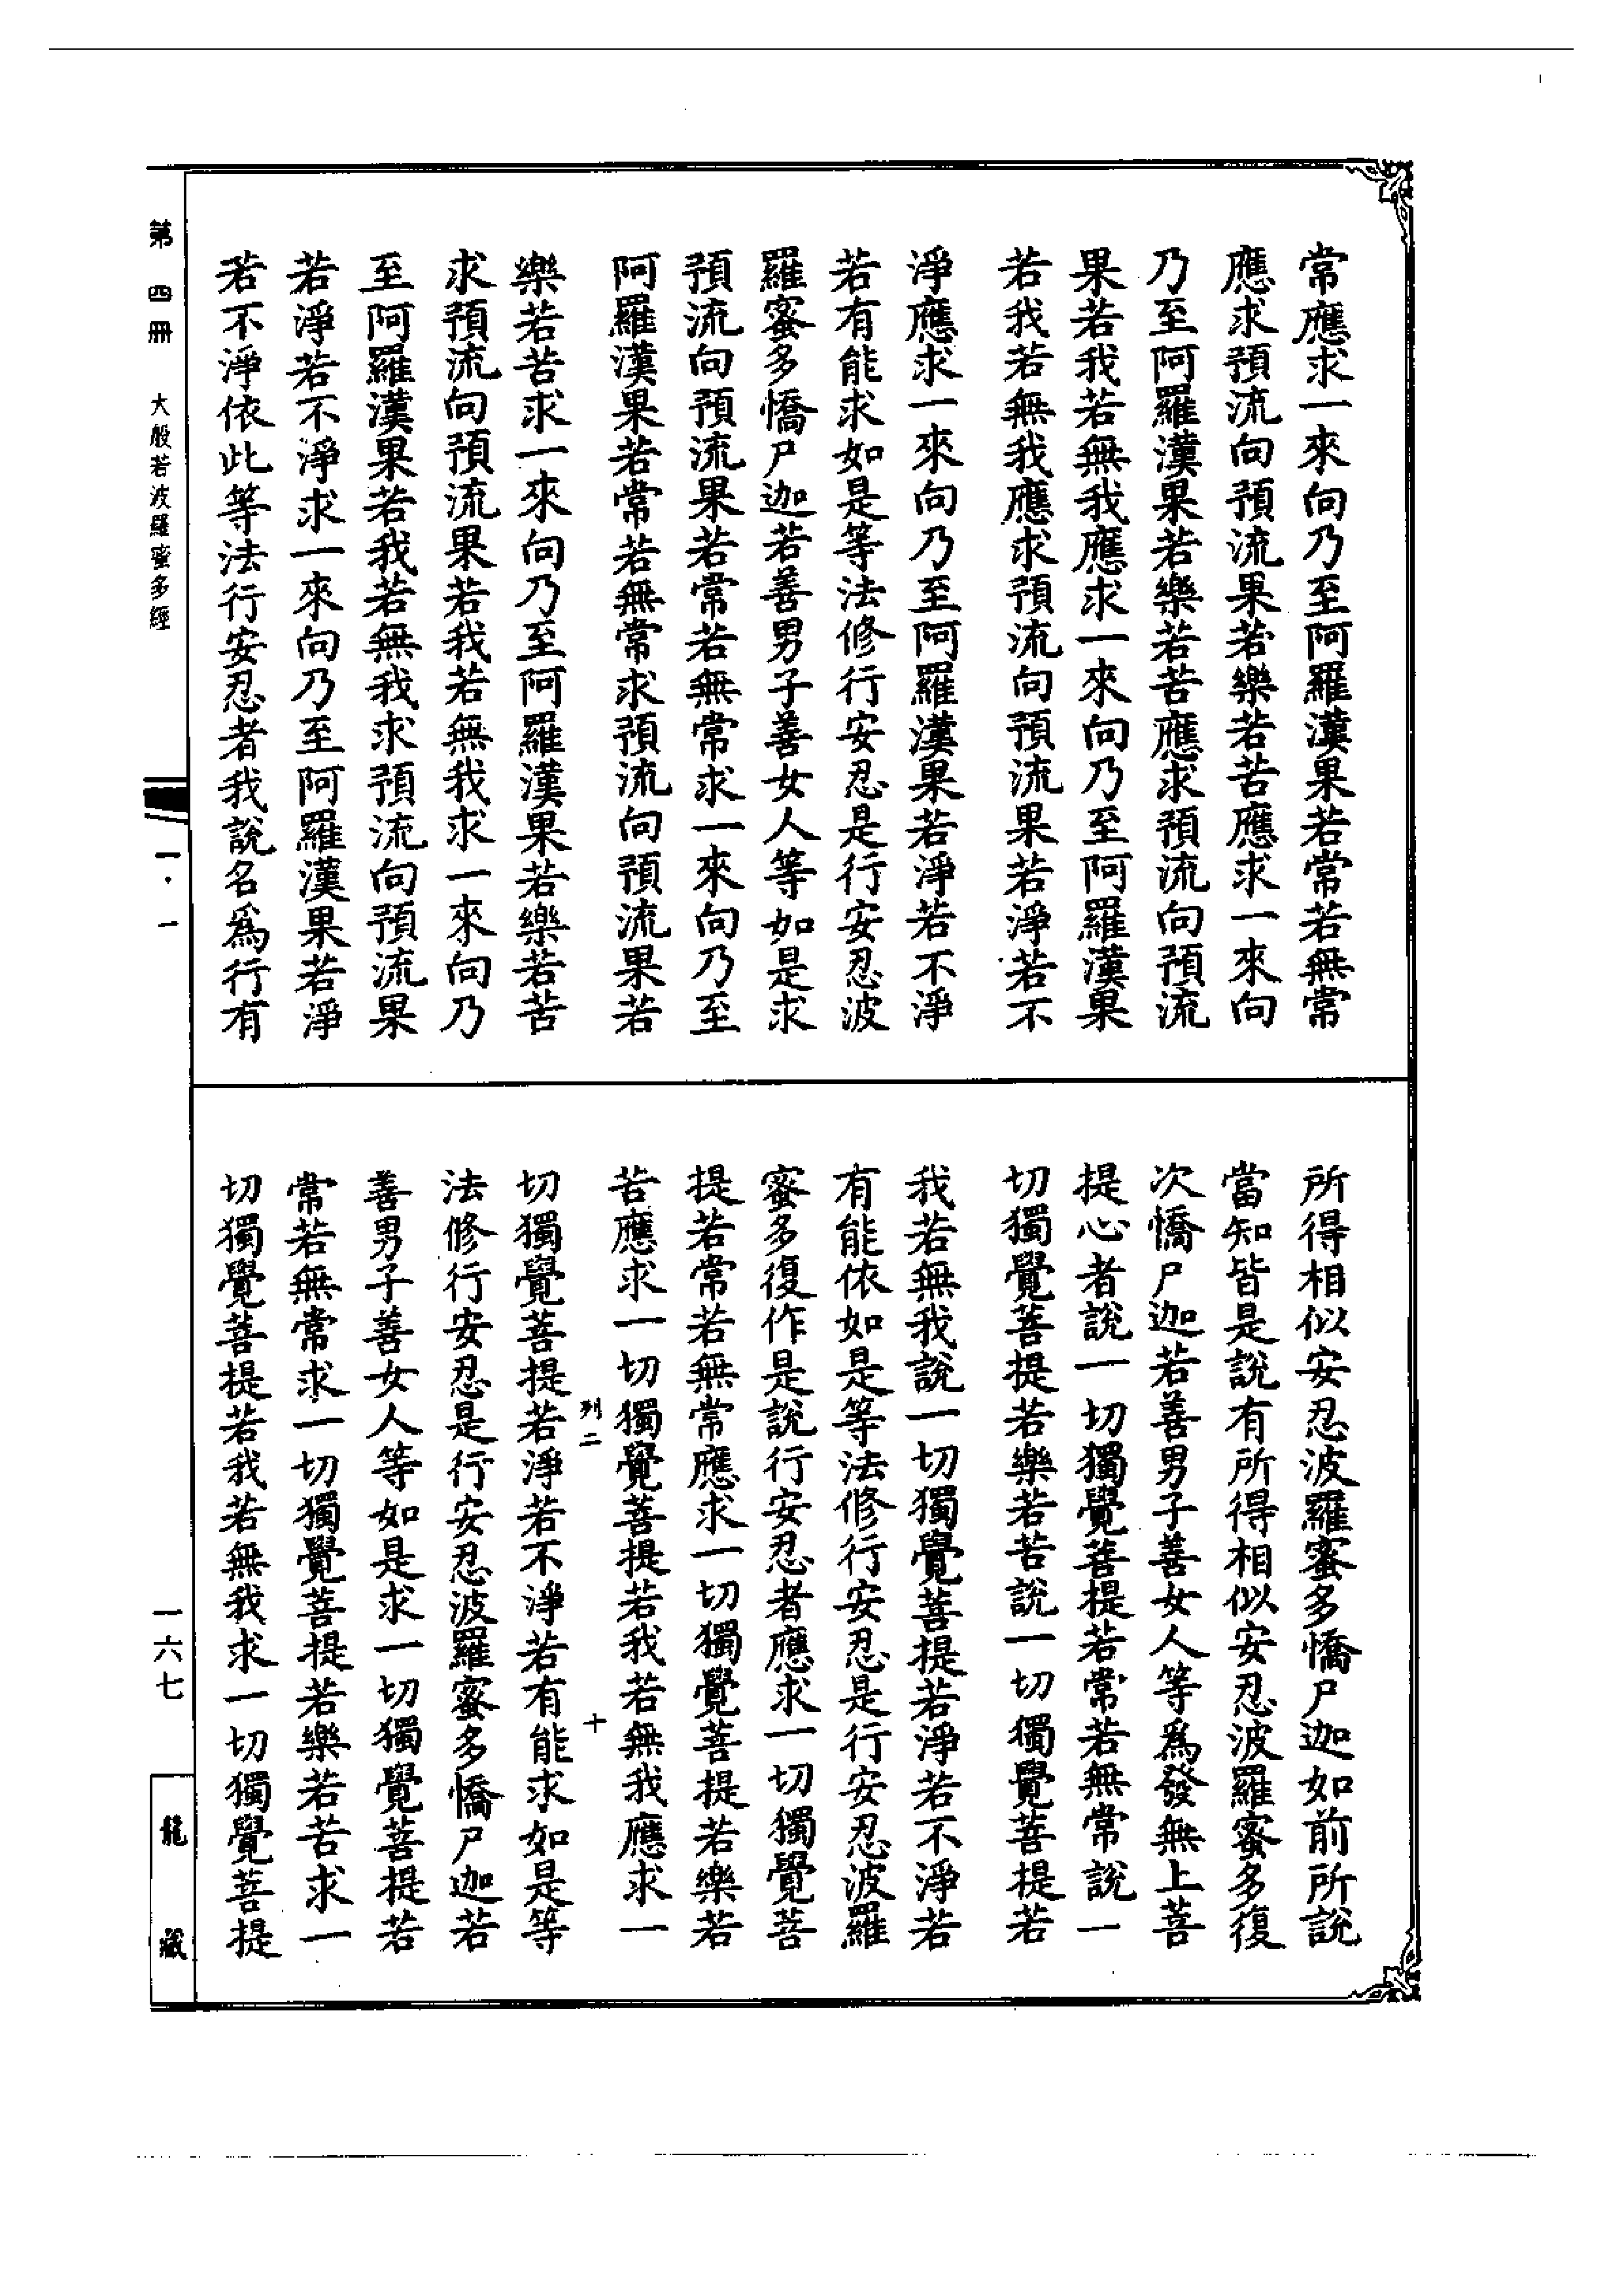 常應求一來向乃至阿羅漢果若常若無常
應求預流向預流果若樂若苦應求一來向
乃至阿羅漢果若樂若苦應求預流向預流
果若我若無我應求一來向乃至阿羅漢果
若我若無我應求預流向預流果若淨若不
淨應求一來向乃至阿羅漢果若淨若不淨
若有能求如是等法修行安忍是行安忍波
羅蜜多憍尸迦若善男子善女人等如是求
預流向預流果若常若無常求一來向乃至
阿羅漢果若常若無常求預流向預流果若
樂若苦求一來向乃至阿羅漢果若樂若苦
求預流向預流果若我若無我求一來向乃
至阿羅漢果若我若無我求預流向預流果
若淨若不淨求一來向乃至阿羅漢果若淨
若不淨依此等法行安忍者我說名爲行有
所得相似安忍波羅蜜多憍尸迦如前所說
當知皆是說有所得相似安忍波羅蜜多復
次憍尸迦若善男子善女人等爲發無上菩
提心者說一切獨覺菩提若常若無常說一
切獨覺菩提若樂若苦說一切獨覺菩提若
我若無我說一切獨覺菩提若淨若不淨若
有能依如是等法修行安忍是行安忍波羅
蜜多復作是說行安忍者應求一切獨覺菩
提若常若無常應求一切獨覺菩提若樂若
苦應求一切獨覺菩提若我若無我應求一
列二 十
切獨覺菩提若淨若不淨若有能求如是等
法修行安忍是行安忍波羅蜜多憍尸迦若
善男子善女人等如是求一切獨覺菩提若
常若無常求一切獨覺菩提若樂若苦求一
切獨覺菩提若我若無我求一切獨覺菩提
第四冊 大般若波羅蜜多經 一·一 一六七 龍藏